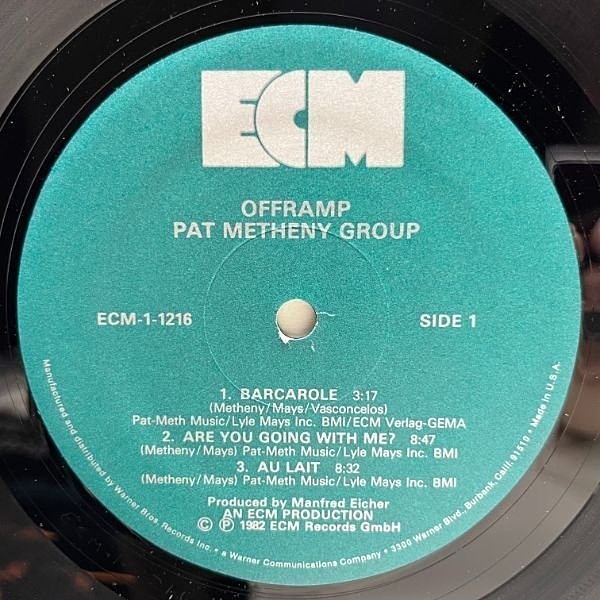 ECM
OFFRAMP
PAT METHENY GROUP
ECM-1-1216
SIDE 1
1. BARCAROLE 3:17
(Metheny/Mays/Vasconcelos)
Pat-Meth Music/Lyle Mays Inc. BMI/ECM Verlag-GEMA
2. ARE YOU GOING WITH ME? 8:47
(Metheny/Mays) Pat-Meth Music/Lyle Mays Inc. BMI
3. AU LAIT 8:32
(Metheny/Mays) Pat-Meth Music/Lyle Mays Inc. BMI
Produced by Manfred Eicher
AN ECM PRODUCTION
© ℗ 1982 ECM Records GmbH
Manufactured and distributed by Warner Bros. Records Inc. • a Warner Communications Company • 3300 Warner Blvd., Burbank, Calif. 91510 • Made in U.S.A.